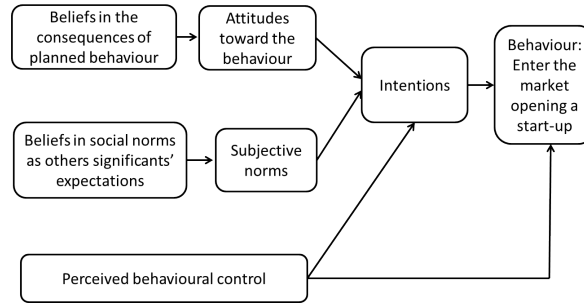 Beliefs in the
consequences of
planned behaviour
Attitudes
toward the
behaviour
Intentions
Behaviour:
Enter the
market
opening a
start-up
Beliefs in social norms
as others significants’
expectations
Subjective
norms
Perceived behavioural control